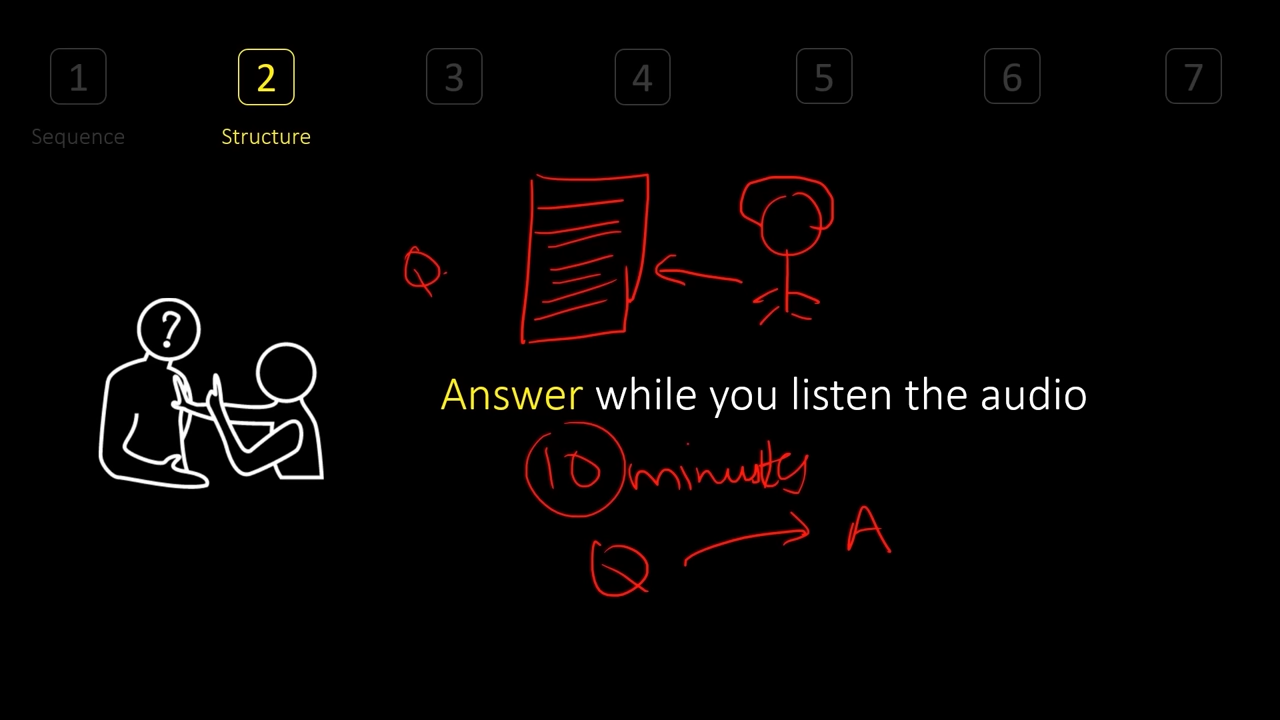 1 2 3 4 5 6 7
Sequence Structure
Q
?
Answer while you listen the audio
10 minutes
Q → A